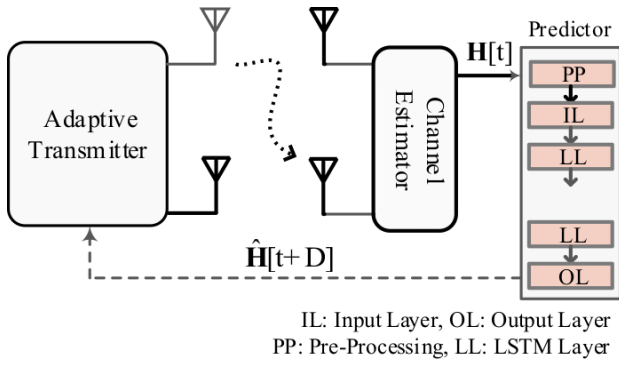 Predictor
H[t]
PP
IL
LL
LL
OL
Adaptive
Transmitter
Channel
Estimator
Ĥ[t+D]
IL: Input Layer, OL: Output Layer
PP: Pre-Processing, LL: LSTM Layer